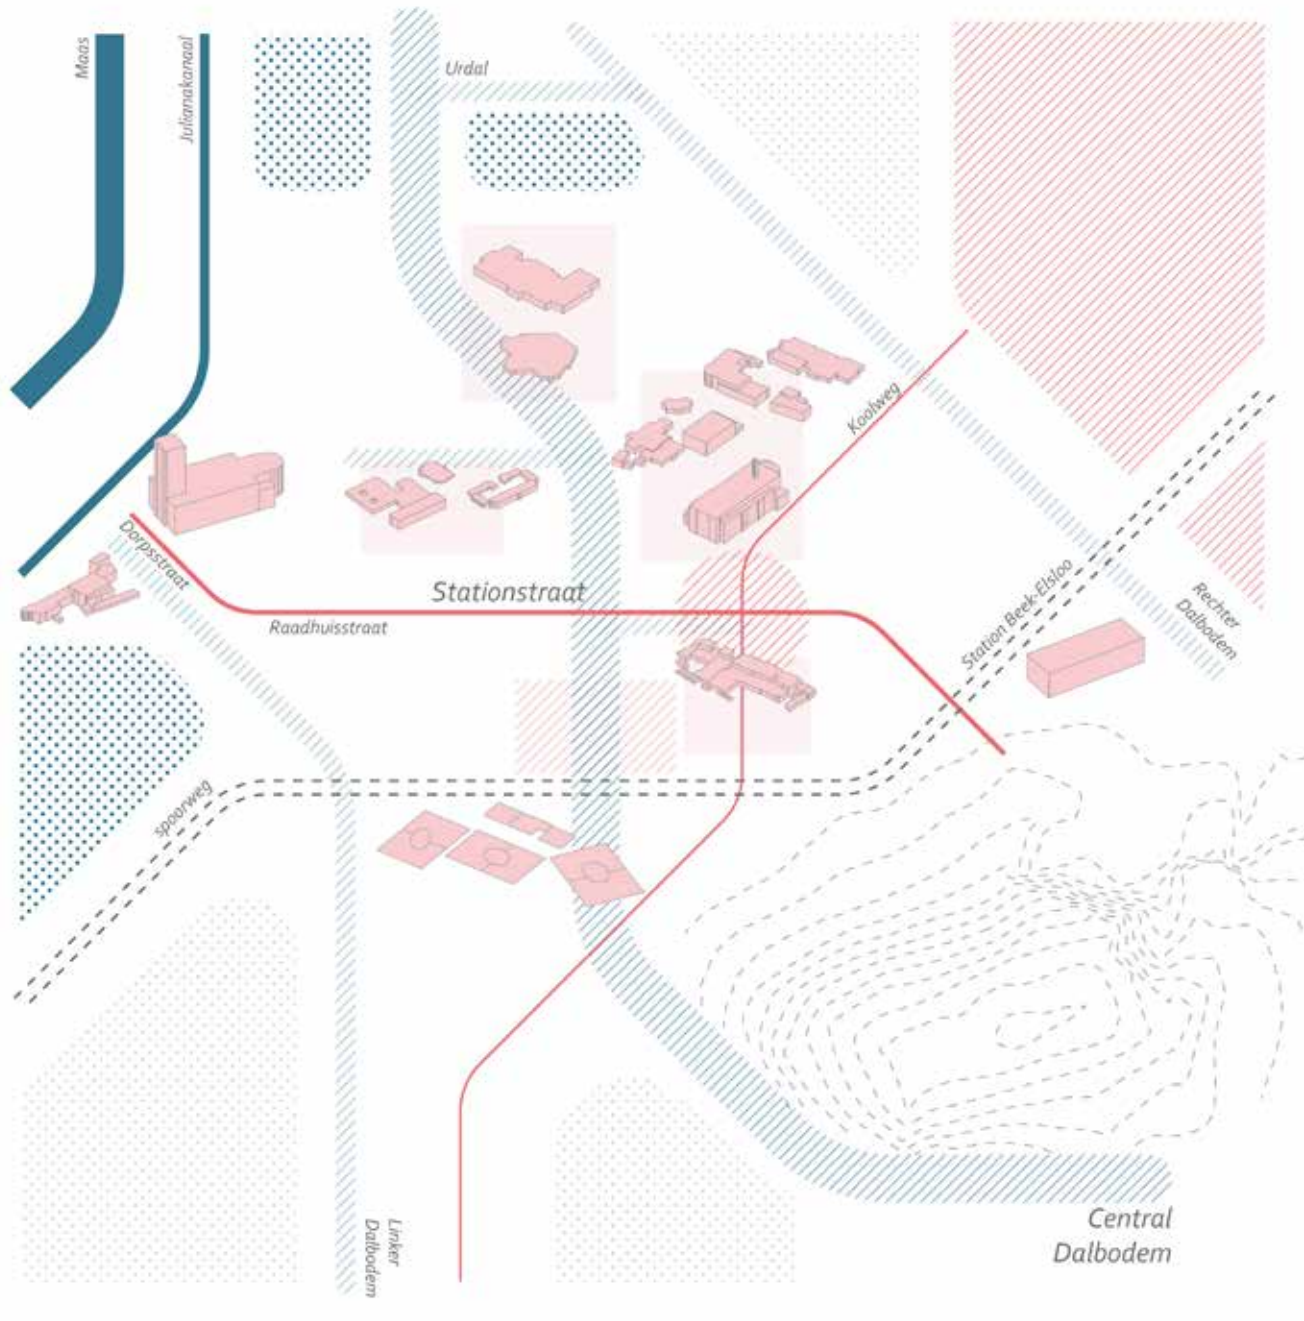 Maas
Julianakanaal
Urdal
Koolweg
Dorpsstraat
Stationstraat
Raadhuisstraat
Station Beek-Elsloo
Rechter
Dalbodem
spoorweg
Linker
Dalbodem
Central
Dalbodem